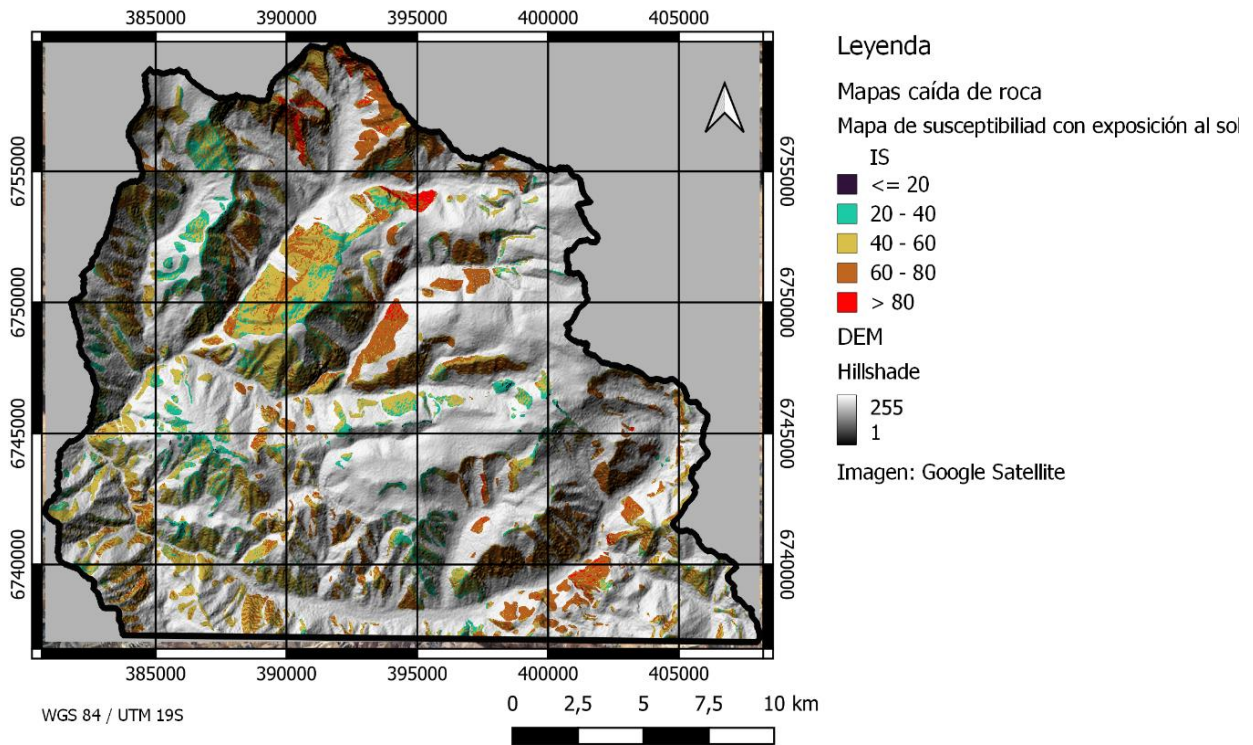 385000 390000 395000 400000 405000
6755000
6750000
6745000
6740000
6755000
6750000
6745000
6740000
385000 390000 395000 400000 405000
WGS 84 / UTM 19S
0 2,5 5 7,5 10 km
Leyenda
Mapas caída de roca
Mapa de susceptibiliad con exposición al sol
IS
<= 20
20 - 40
40 - 60
60 - 80
> 80
DEM
Hillshade
255
1
Imagen: Google Satellite